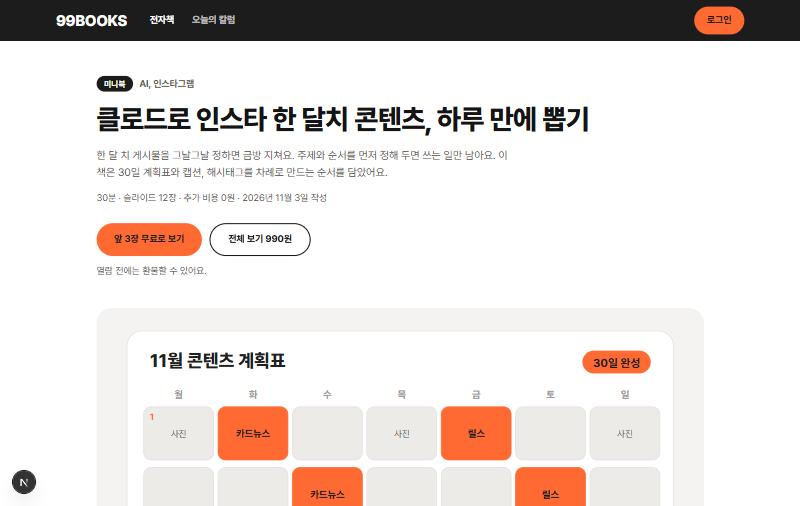 99BOOKS 전자책 오늘의 칼럼 로그인
미니북 AI, 인스타그램
클로드로 인스타 한 달치 콘텐츠, 하루 만에 뽑기
한 달 치 게시물을 그날그날 정하면 금방 지쳐요. 주제와 순서를 먼저 정해 두면 쓰는 일만 남아요. 이
책은 30일 계획표와 캡션, 해시태그를 차례로 만드는 순서를 담았어요.
30분 · 슬라이드 12장 · 추가 비용 0원 · 2026년 11월 3일 작성
앞 3장 무료로 보기 전체 보기 990원
열람 전에는 환불할 수 있어요.
11월 콘텐츠 계획표 30일 완성
월 화 수 목 금 토 일
1
사진 카드뉴스 사진 릴스 사진
카드뉴스 릴스
N